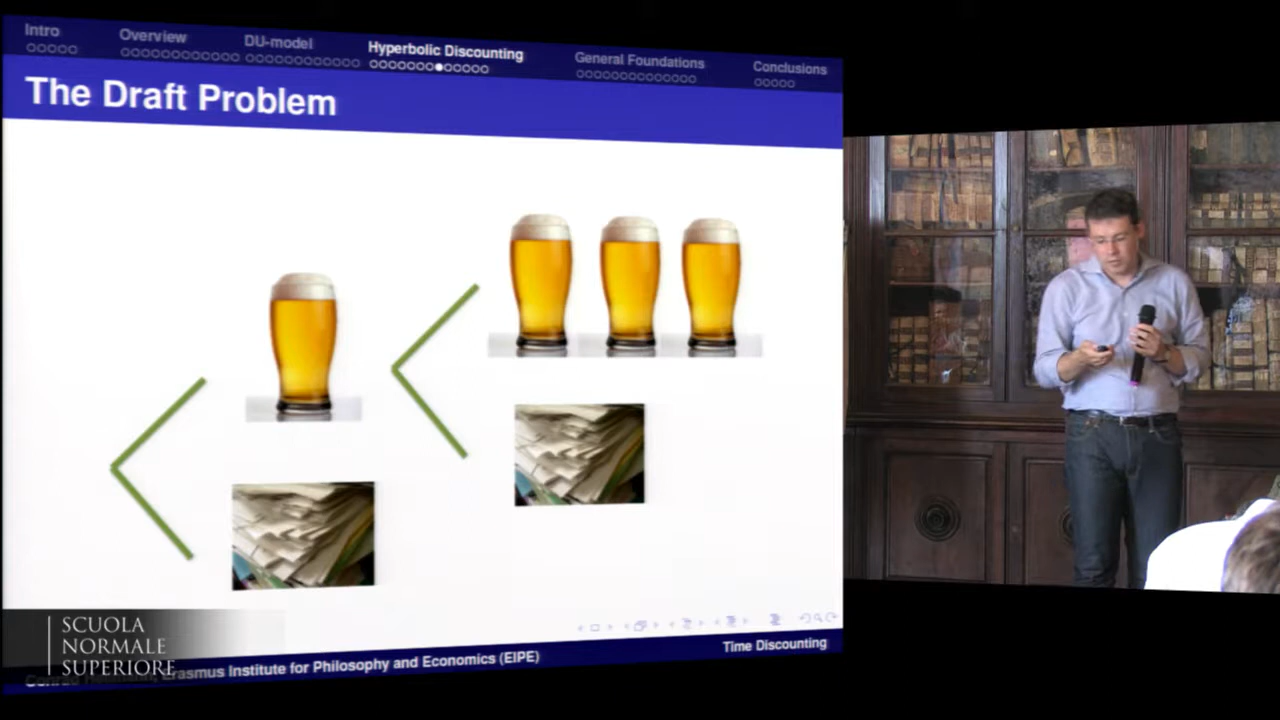 Intro
Overview
DU-model
Hyperbolic Discounting
General Foundations
Conclusions
The Draft Problem
SCUOLA
NORMALE
SUPERIORE
Erasmus Institute for Philosophy and Economics (EIPE)
Time Discounting